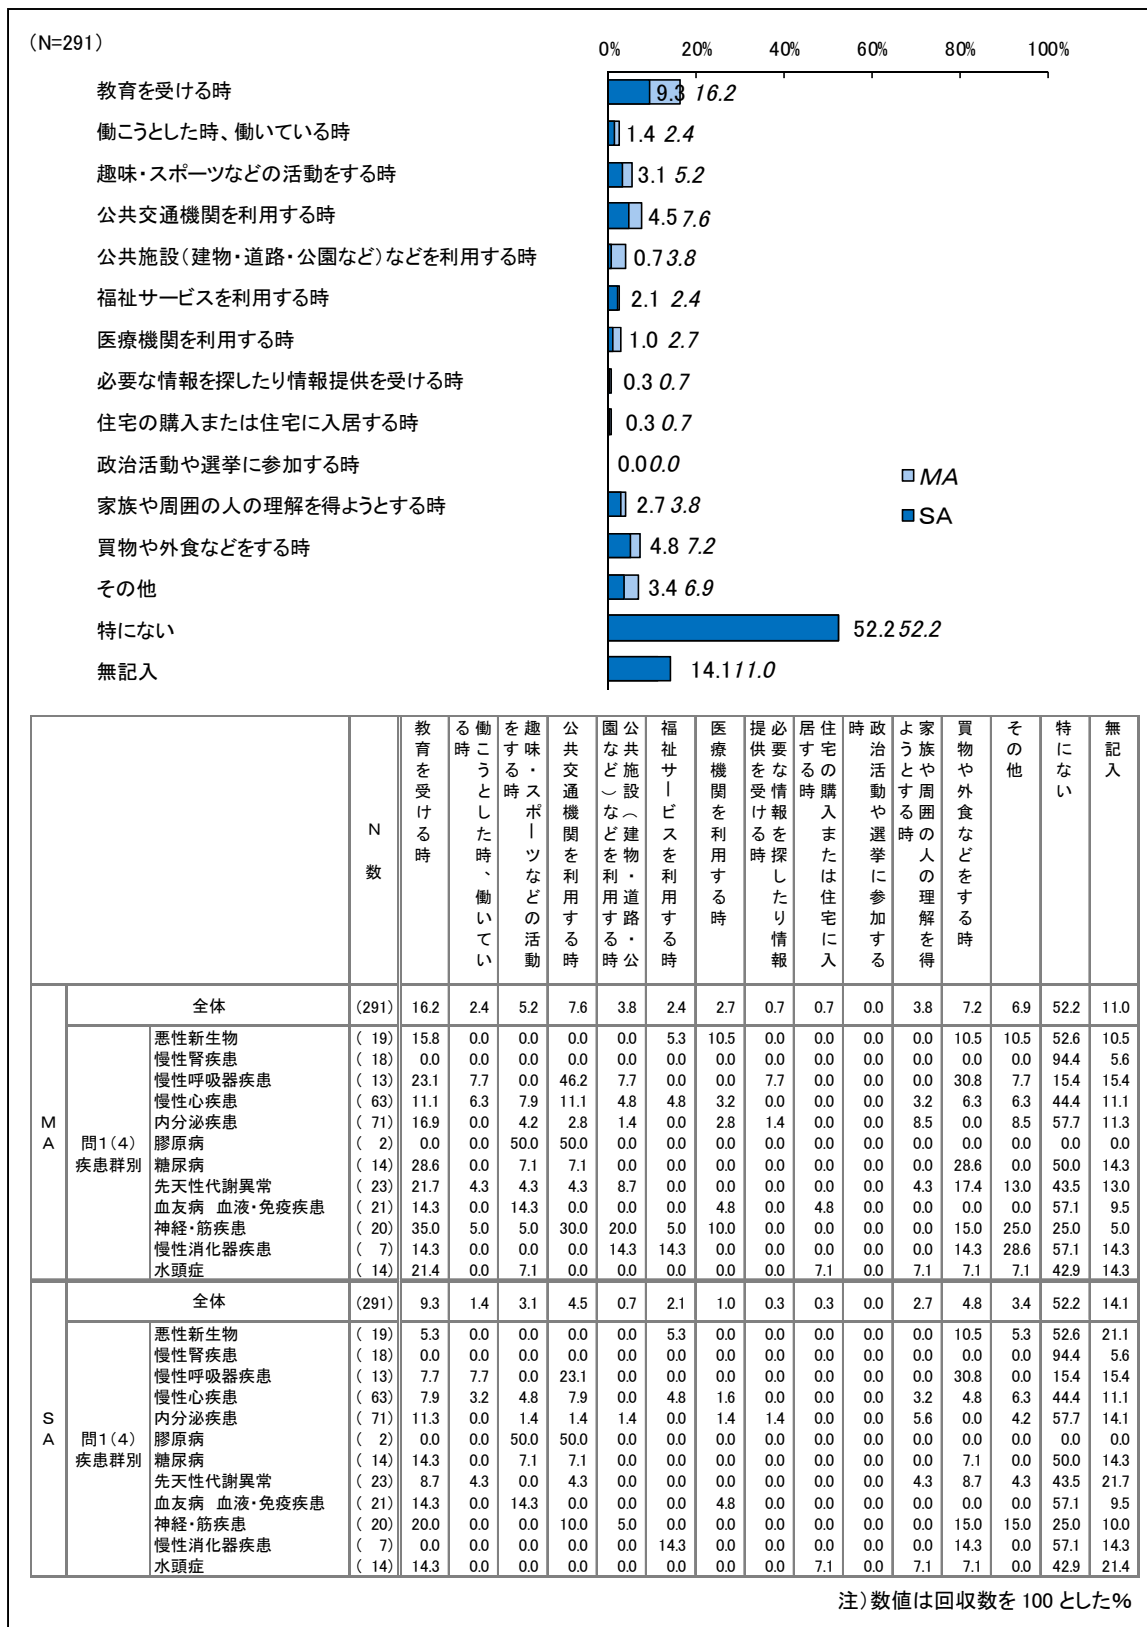 (N=291)
0% 20% 40% 60% 80% 100%
教育を受ける時 9.3 16.2
働こうとした時、働いている時 1.4 2.4
趣味・スポーツなどの活動をする時 3.1 5.2
公共交通機関を利用する時 4.5 7.6
公共施設(建物・道路・公園など)などを利用する時 0.7 3.8
福祉サービスを利用する時 2.1 2.4
医療機関を利用する時 1.0 2.7
必要な情報を探したり情報提供を受ける時 0.3 0.7
住宅の購入または住宅に入居する時 0.3 0.7
政治活動や選挙に参加する時 0.0 0.0
家族や周囲の人の理解を得ようとする時 2.7 3.8
買物や外食などをする時 4.8 7.2
その他 3.4 6.9
特にない 52.2 52.2
無記入 14.1 11.0
MA
SA
N数
教育を受ける時
働こうとした時、働いている時
趣味・スポーツなどの活動をする時
公共交通機関を利用する時
公共施設(建物・道路・公園など)などを利用する時
福祉サービスを利用する時
医療機関を利用する時
必要な情報を探したり情報提供を受ける時
住宅の購入または住宅に入居する時
政治活動や選挙に参加する時
家族や周囲の人の理解を得ようとする時
買物や外食などをする時
その他
特にない
無記入
MA
全体 (291) 16.2 2.4 5.2 7.6 3.8 2.4 2.7 0.7 0.7 0.0 3.8 7.2 6.9 52.2 11.0
問1(4)疾患群別
悪性新生物 ( 19) 15.8 0.0 0.0 0.0 0.0 5.3 10.5 0.0 0.0 0.0 0.0 10.5 10.5 52.6 10.5
慢性腎疾患 ( 18) 0.0 0.0 0.0 0.0 0.0 0.0 0.0 0.0 0.0 0.0 0.0 0.0 0.0 94.4 5.6
慢性呼吸器疾患 ( 13) 23.1 7.7 0.0 46.2 7.7 0.0 0.0 7.7 0.0 0.0 0.0 30.8 7.7 15.4 15.4
慢性心疾患 ( 63) 11.1 6.3 7.9 11.1 4.8 4.8 3.2 0.0 0.0 0.0 3.2 6.3 6.3 44.4 11.1
内分泌疾患 ( 71) 16.9 0.0 4.2 2.8 1.4 0.0 2.8 1.4 0.0 0.0 8.5 0.0 8.5 57.7 11.3
膠原病 ( 2) 0.0 0.0 50.0 50.0 0.0 0.0 0.0 0.0 0.0 0.0 0.0 0.0 0.0 0.0 0.0
糖尿病 ( 14) 28.6 0.0 7.1 7.1 0.0 0.0 0.0 0.0 0.0 0.0 0.0 28.6 0.0 50.0 14.3
先天性代謝異常 ( 23) 21.7 4.3 4.3 4.3 8.7 0.0 0.0 0.0 0.0 0.0 4.3 17.4 13.0 43.5 13.0
血友病 血液・免疫疾患 ( 21) 14.3 0.0 14.3 0.0 0.0 0.0 4.8 0.0 4.8 0.0 0.0 0.0 0.0 57.1 9.5
神経・筋疾患 ( 20) 35.0 5.0 5.0 30.0 20.0 5.0 10.0 0.0 0.0 0.0 0.0 15.0 25.0 25.0 5.0
慢性消化器疾患 ( 7) 14.3 0.0 0.0 0.0 14.3 14.3 0.0 0.0 0.0 0.0 0.0 14.3 28.6 57.1 14.3
水頭症 ( 14) 21.4 0.0 7.1 0.0 0.0 0.0 0.0 0.0 7.1 0.0 7.1 7.1 7.1 42.9 14.3
SA
全体 (291) 9.3 1.4 3.1 4.5 0.7 2.1 1.0 0.3 0.3 0.0 2.7 4.8 3.4 52.2 14.1
問1(4)疾患群別
悪性新生物 ( 19) 5.3 0.0 0.0 0.0 0.0 5.3 0.0 0.0 0.0 0.0 0.0 10.5 5.3 52.6 21.1
慢性腎疾患 ( 18) 0.0 0.0 0.0 0.0 0.0 0.0 0.0 0.0 0.0 0.0 0.0 0.0 0.0 94.4 5.6
慢性呼吸器疾患 ( 13) 7.7 7.7 0.0 23.1 0.0 0.0 0.0 0.0 0.0 0.0 0.0 30.8 0.0 15.4 15.4
慢性心疾患 ( 63) 7.9 3.2 4.8 7.9 0.0 4.8 1.6 0.0 0.0 0.0 3.2 4.8 6.3 44.4 11.1
内分泌疾患 ( 71) 11.3 0.0 1.4 1.4 1.4 0.0 1.4 1.4 0.0 0.0 5.6 0.0 4.2 57.7 14.1
膠原病 ( 2) 0.0 0.0 50.0 50.0 0.0 0.0 0.0 0.0 0.0 0.0 0.0 0.0 0.0 0.0 0.0
糖尿病 ( 14) 14.3 0.0 7.1 7.1 0.0 0.0 0.0 0.0 0.0 0.0 0.0 7.1 0.0 50.0 14.3
先天性代謝異常 ( 23) 8.7 4.3 0.0 4.3 0.0 0.0 0.0 0.0 0.0 0.0 4.3 8.7 4.3 43.5 21.7
血友病 血液・免疫疾患 ( 21) 14.3 0.0 14.3 0.0 0.0 0.0 4.8 0.0 0.0 0.0 0.0 0.0 0.0 57.1 9.5
神経・筋疾患 ( 20) 20.0 0.0 0.0 10.0 5.0 0.0 0.0 0.0 0.0 0.0 0.0 15.0 15.0 25.0 10.0
慢性消化器疾患 ( 7) 0.0 0.0 0.0 0.0 0.0 14.3 0.0 0.0 0.0 0.0 0.0 14.3 0.0 57.1 14.3
水頭症 ( 14) 14.3 0.0 0.0 0.0 0.0 0.0 0.0 0.0 7.1 0.0 7.1 7.1 0.0 42.9 21.4
注)数値は回収数を 100 とした%